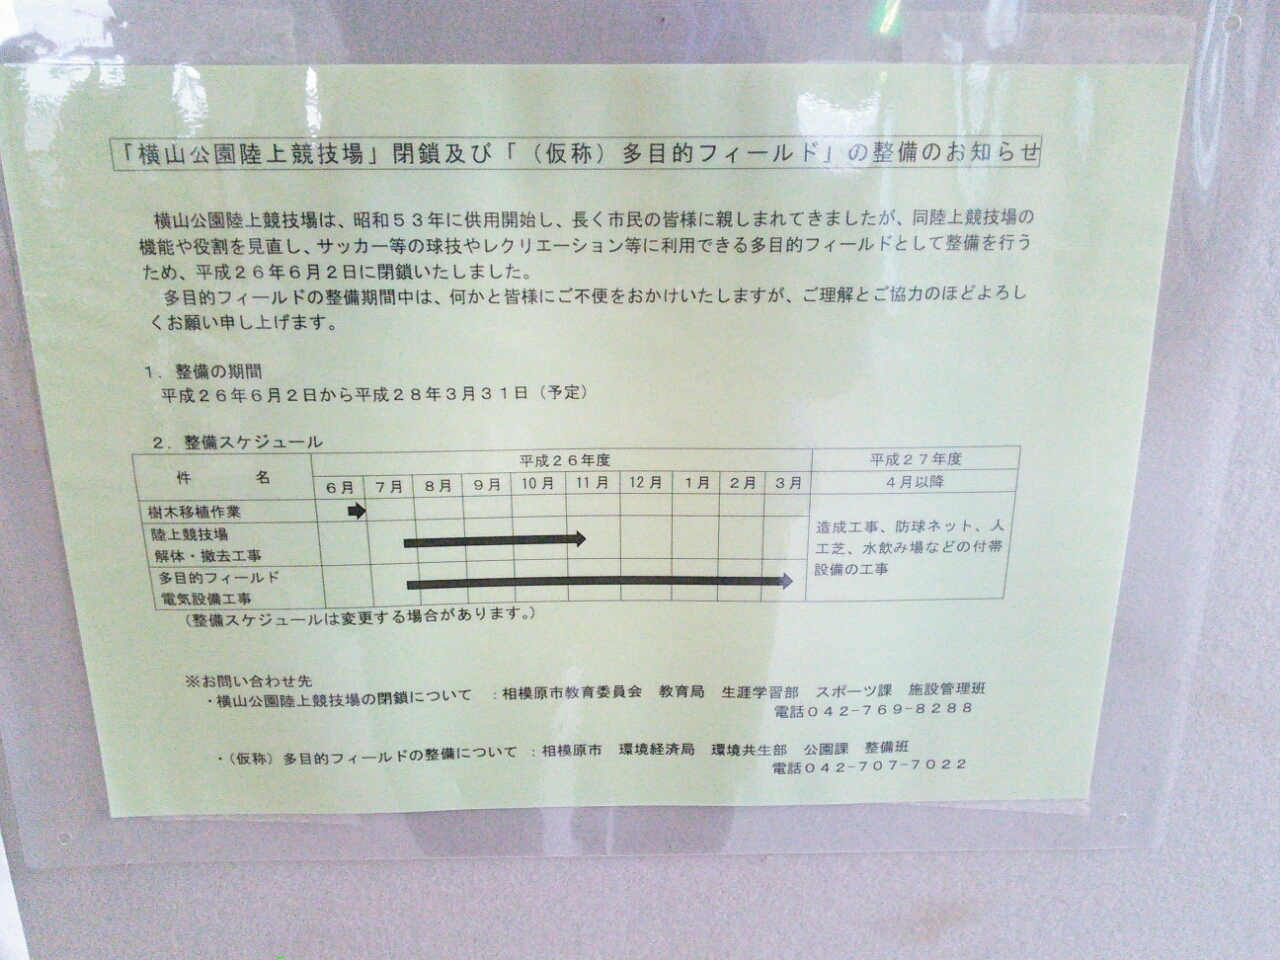 「横山公園陸上競技場」閉鎖及び「（仮称）多目的フィールド」の整備のお知らせ
横山公園陸上競技場は、昭和５３年に供用開始し、長く市民の皆様に親しまれてきましたが、同陸上競技場の
機能や役割を見直し、サッカー等の球技やレクリエーション等に利用できる多目的フィールドとして整備を行う
ため、平成２６年６月２日に閉鎖いたしました。
多目的フィールドの整備期間中は、何かと皆様にご不便をおかけいたしますが、ご理解とご協力のほどよろし
くお願い申し上げます。
１．整備の期間
平成２６年６月２日から平成２８年３月３１日（予定）
２．整備スケジュール
件　名　平成２６年度　平成２７年度
６月　７月　８月　９月　10月　11月　12月　１月　２月　３月　４月以降
樹木移植作業
陸上競技場
解体・撤去工事
多目的フィールド
電気設備工事
造成工事、防球ネット、人
工芝、水飲み場などの付帯
設備の工事
（整備スケジュールは変更する場合があります。）
※お問い合わせ先
・横山公園陸上競技場の閉鎖について　：相模原市教育委員会　教育局　生涯学習部　スポーツ課　施設管理班
電話０４２－７６９－８２８８
・（仮称）多目的フィールドの整備について　：相模原市　環境経済局　環境共生部　公園課　整備班
電話０４２－７０７－７０２２